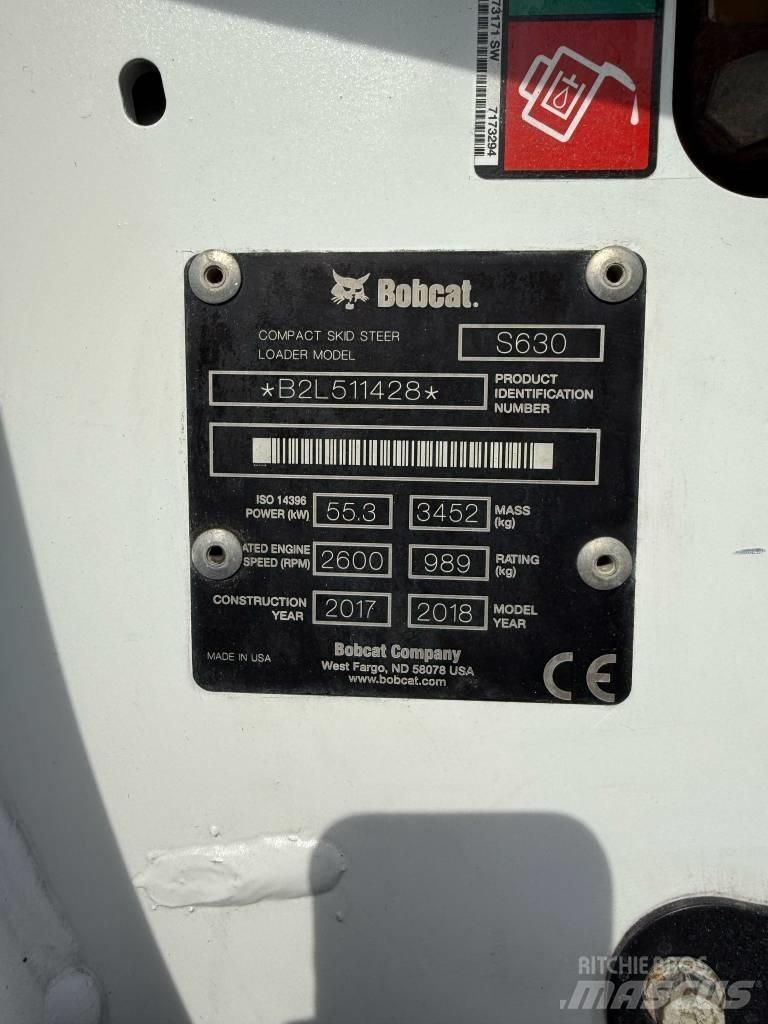 73171 SW
7173294
Bobcat.
COMPACT SKID STEER
LOADER MODEL
S630
*B2L511428*
PRODUCT
IDENTIFICATION
NUMBER
ISO 14396
POWER (kW)
55.3
3452
MASS
(kg)
ATED ENGINE
SPEED (RPM)
2600
989
RATING
(kg)
CONSTRUCTION
YEAR
2017
2018
MODEL
YEAR
Bobcat Company
MADE IN USA
West Fargo, ND 58078 USA
www.bobcat.com
CE
RITCHIE BROS.
MASCUS